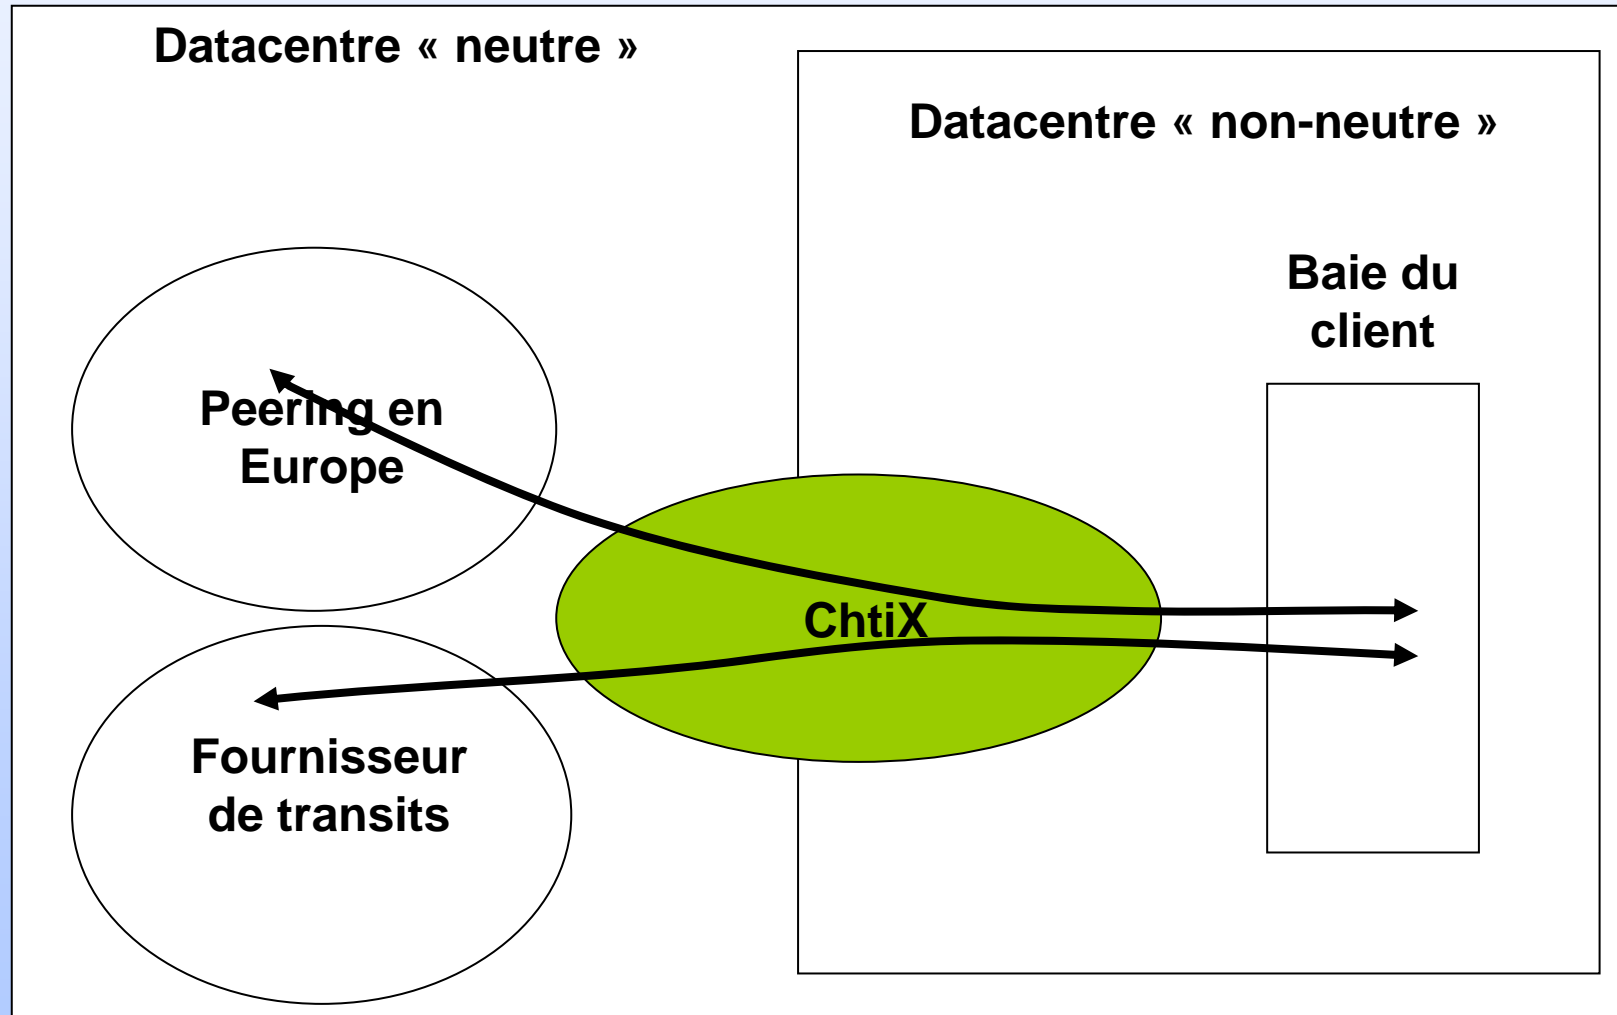 Datacentre « neutre »
Datacentre « non-neutre »
Baie du
client
Peering en
Europe
ChtiX
Fournisseur
de transits